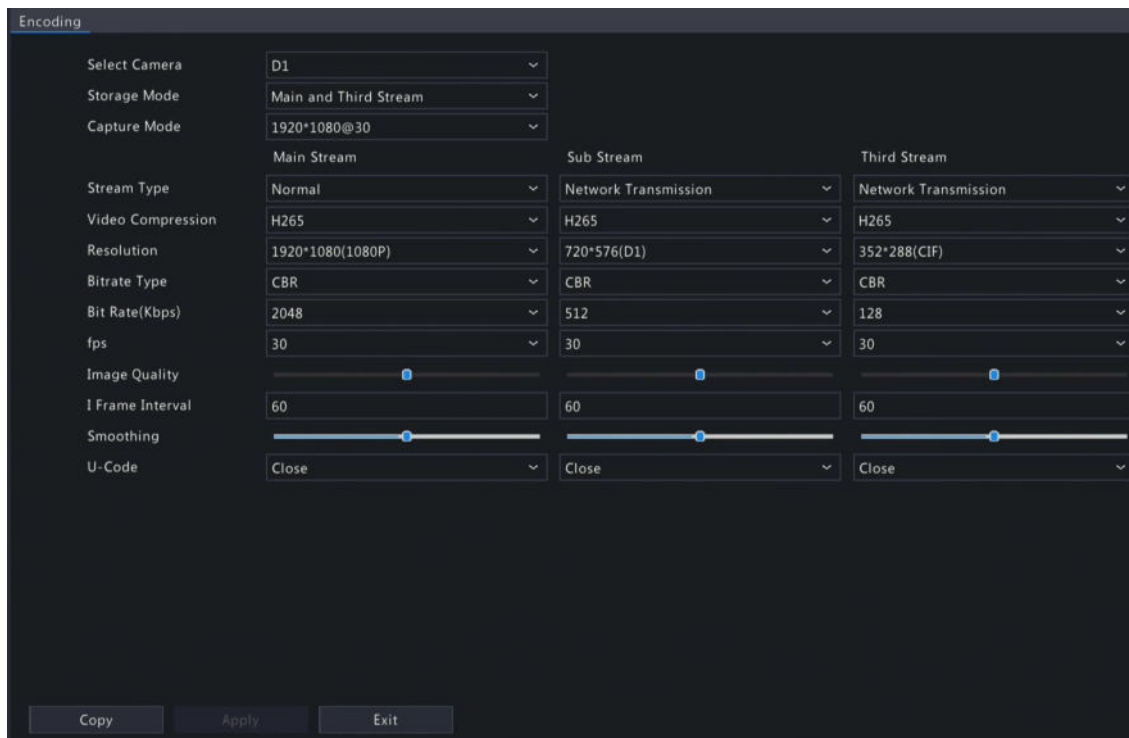 Encoding
Select Camera D1
Storage Mode Main and Third Stream
Capture Mode 1920*1080@30
Main Stream Sub Stream Third Stream
Stream Type Normal Network Transmission Network Transmission
Video Compression H265 H265 H265
Resolution 1920*1080(1080P) 720*576(D1) 352*288(CIF)
Bitrate Type CBR CBR CBR
Bit Rate(Kbps) 2048 512 128
fps 30 30 30
Image Quality
I Frame Interval 60 60 60
Smoothing
U-Code Close Close Close
Copy Apply Exit